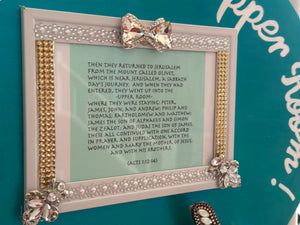 Upper Room!
THEN THEY RETURNED TO JERUSALEM
FROM THE MOUNT CALLED OLIVET,
WHICH IS NEAR JERUSALEM, A SABBATH
DAY'S JOURNEY. AND WHEN THEY HAD
ENTERED, THEY WENT UP INTO THE
-UPPER ROOM-
WHERE THEY WERE STAYING: PETER,
JAMES, JOHN, AND ANDREW; PHILIP AND
THOMAS; BARTHOLOMEW AND MATTHEW;
JAMES THE SON OF ALPHAEUS AND SIMON
THE ZEALOT; AND JUDAS THE SON OF JAMES.
THESE ALL CONTINUED WITH ONE ACCORD
IN PRAYER AND SUPPLICATION, WITH THE
WOMEN AND MARY THE MOTHER OF JESUS,
AND WITH HIS BROTHERS.
(ACTS 1:12-14)